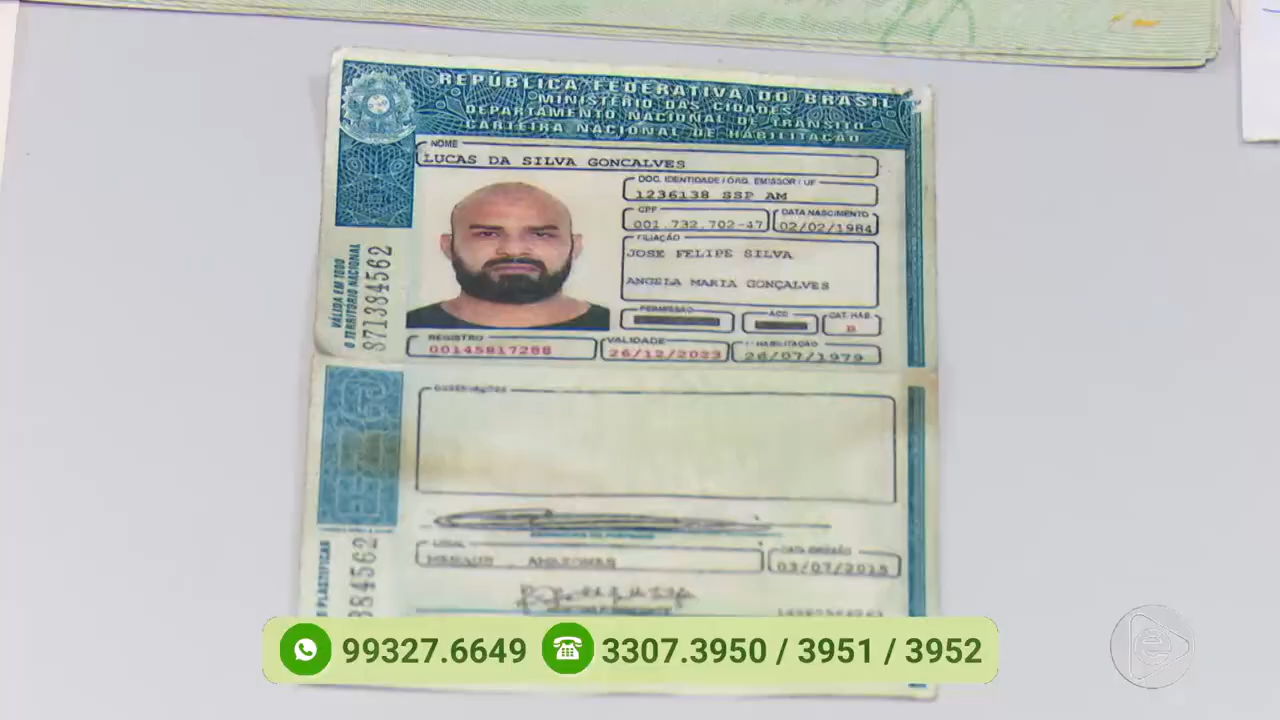 REPÚBLICA FEDERATIVA DO BRASIL
MINISTÉRIO DAS CIDADES
DEPARTAMENTO NACIONAL DE TRÂNSITO
CARTEIRA NACIONAL DE HABILITAÇÃO
NOME
LUCAS DA SILVA GONCALVES
DOC. IDENTIDADE / ÓRG. EMISSOR / UF
1236138 SSP AM
CPF
DATA NASCIMENTO
001.732.702-47
02/02/1984
FILIAÇÃO
JOSE FELIPE SILVA
ANGELA MARIA GONÇALVES
PERMISSÃO
ACC
CAT. HAB.
B
REGISTRO
VALIDADE
1ª HABILITAÇÃO
00145817288
26/12/2023
26/07/1979
VÁLIDA EM TODO
O TERRITÓRIO NACIONAL
871384562
OBSERVAÇÕES
LOCAL
DATA EMISSÃO
MANAUS AMAZONAS
03/07/2015
PLASTIFICAR
384562
99327.6649
3307.3950 / 3951 / 3952